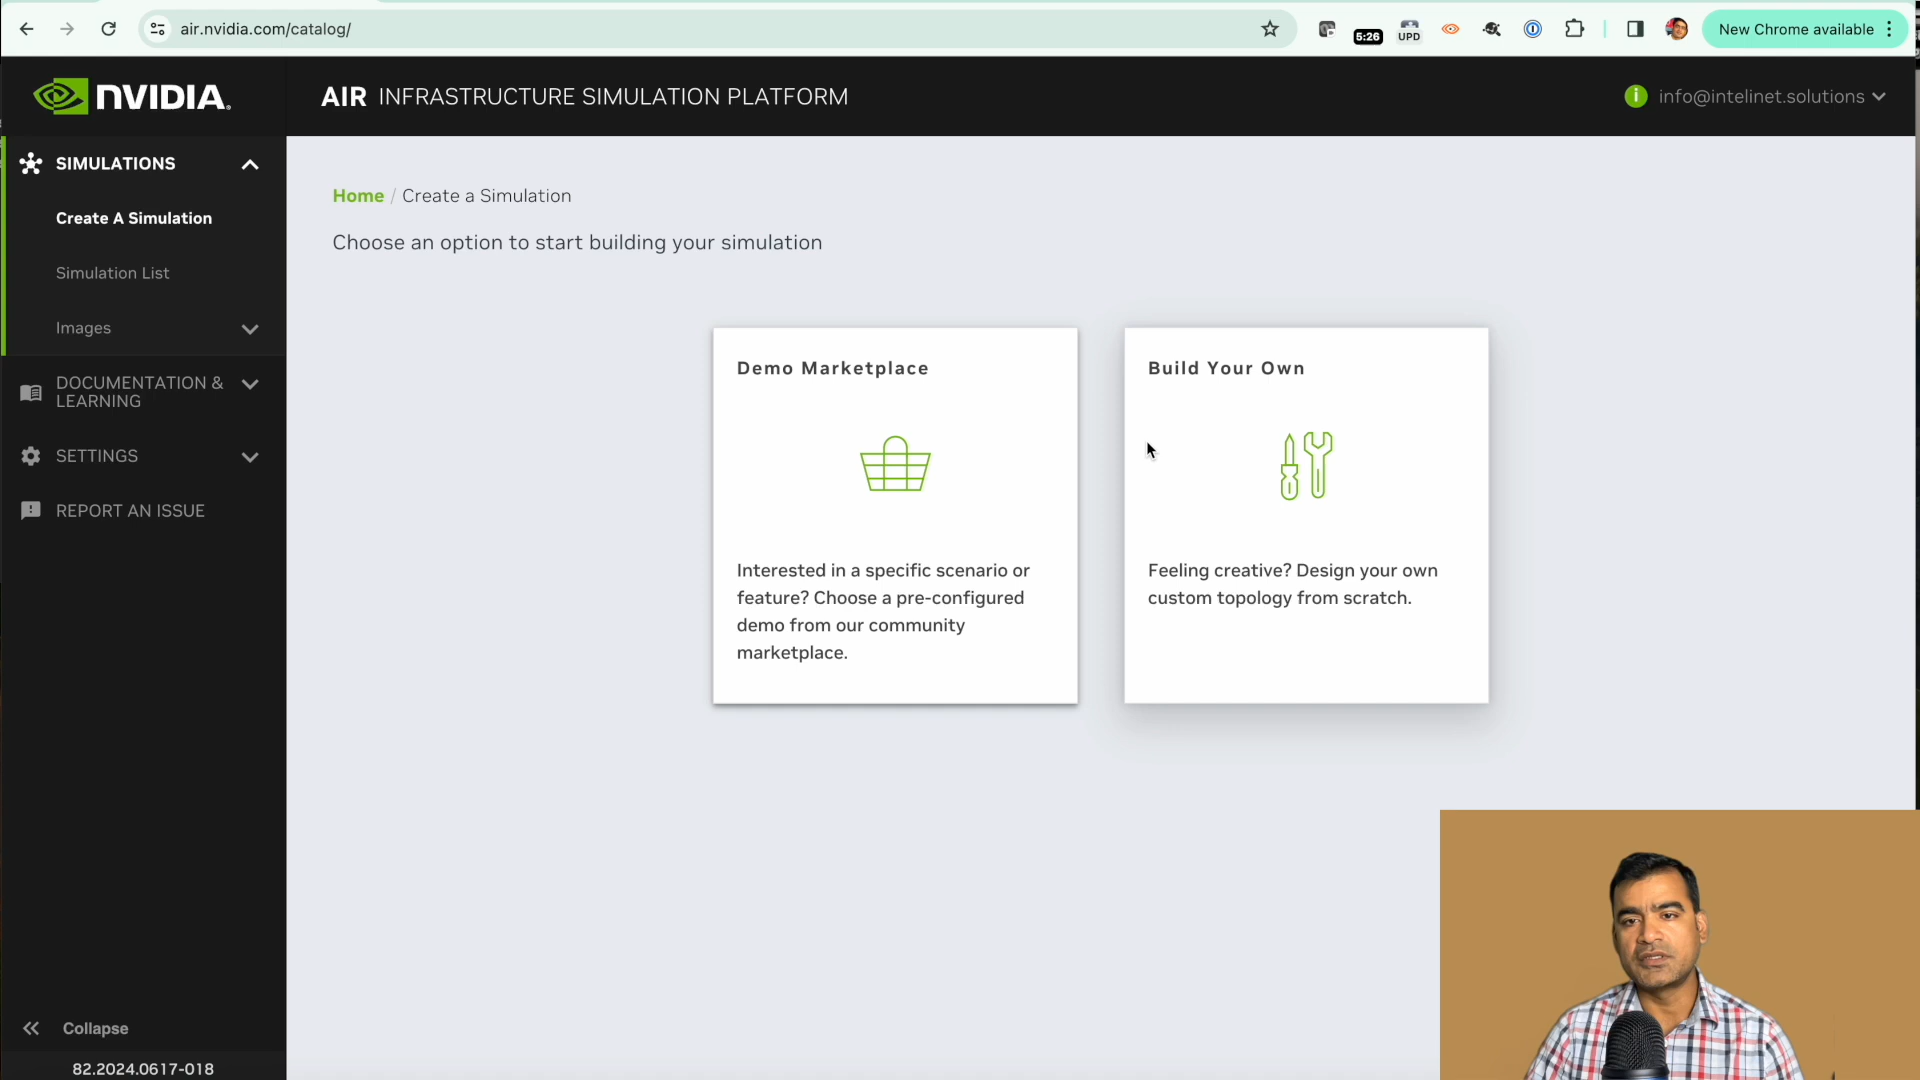 air.nvidia.com/catalog/
5:26
UPD
New Chrome available
NVIDIA.
AIR INFRASTRUCTURE SIMULATION PLATFORM
info@intelinet.solutions
SIMULATIONS
Create A Simulation
Simulation List
Images
DOCUMENTATION &
LEARNING
SETTINGS
REPORT AN ISSUE
Collapse
82.2024.0617-018
Home / Create a Simulation
Choose an option to start building your simulation
Demo Marketplace
Interested in a specific scenario or
feature? Choose a pre-configured
demo from our community
marketplace.
Build Your Own
Feeling creative? Design your own
custom topology from scratch.